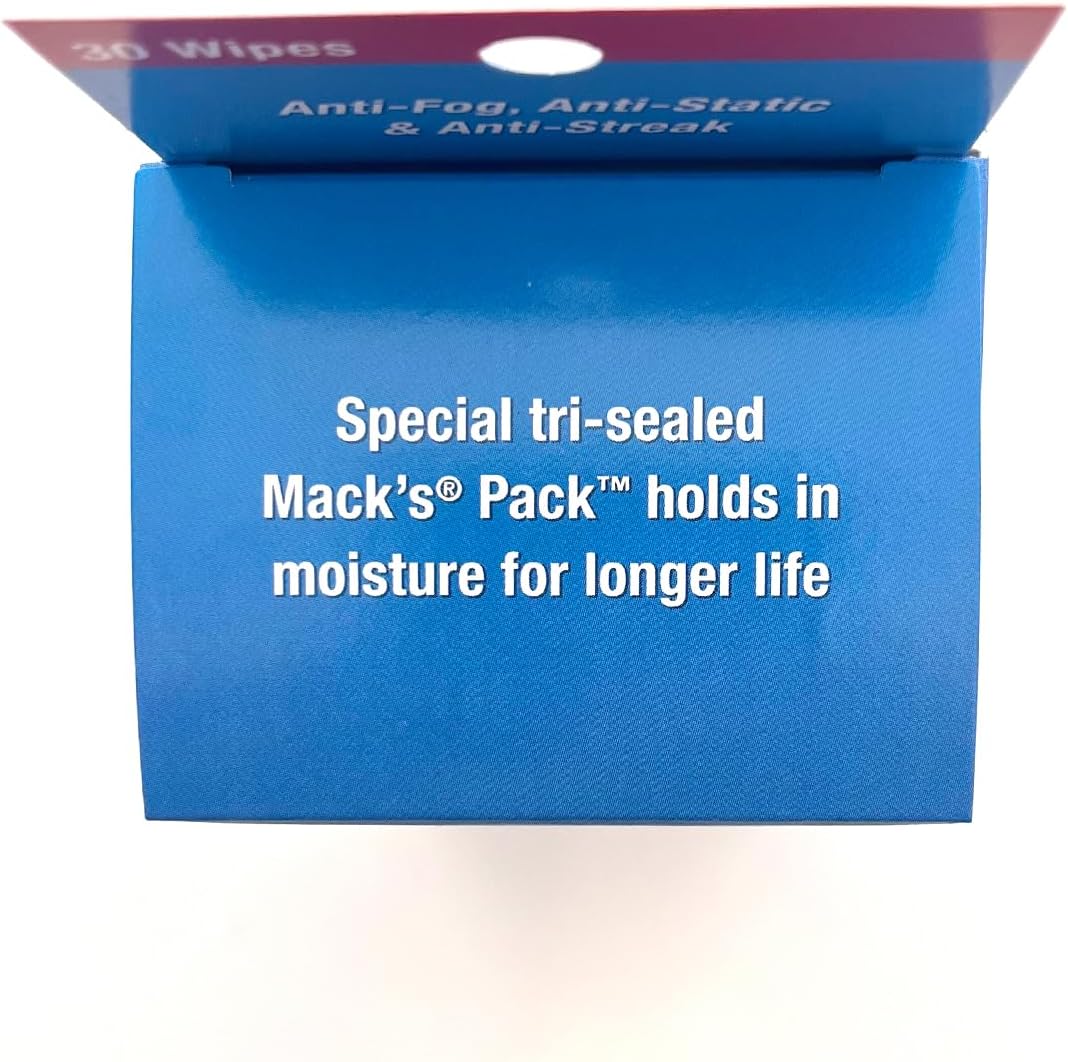 30 Wipes
Anti-Fog, Anti-Static
& Anti-Streak
Special tri-sealed
Mack's® Pack™ holds in
moisture for longer life